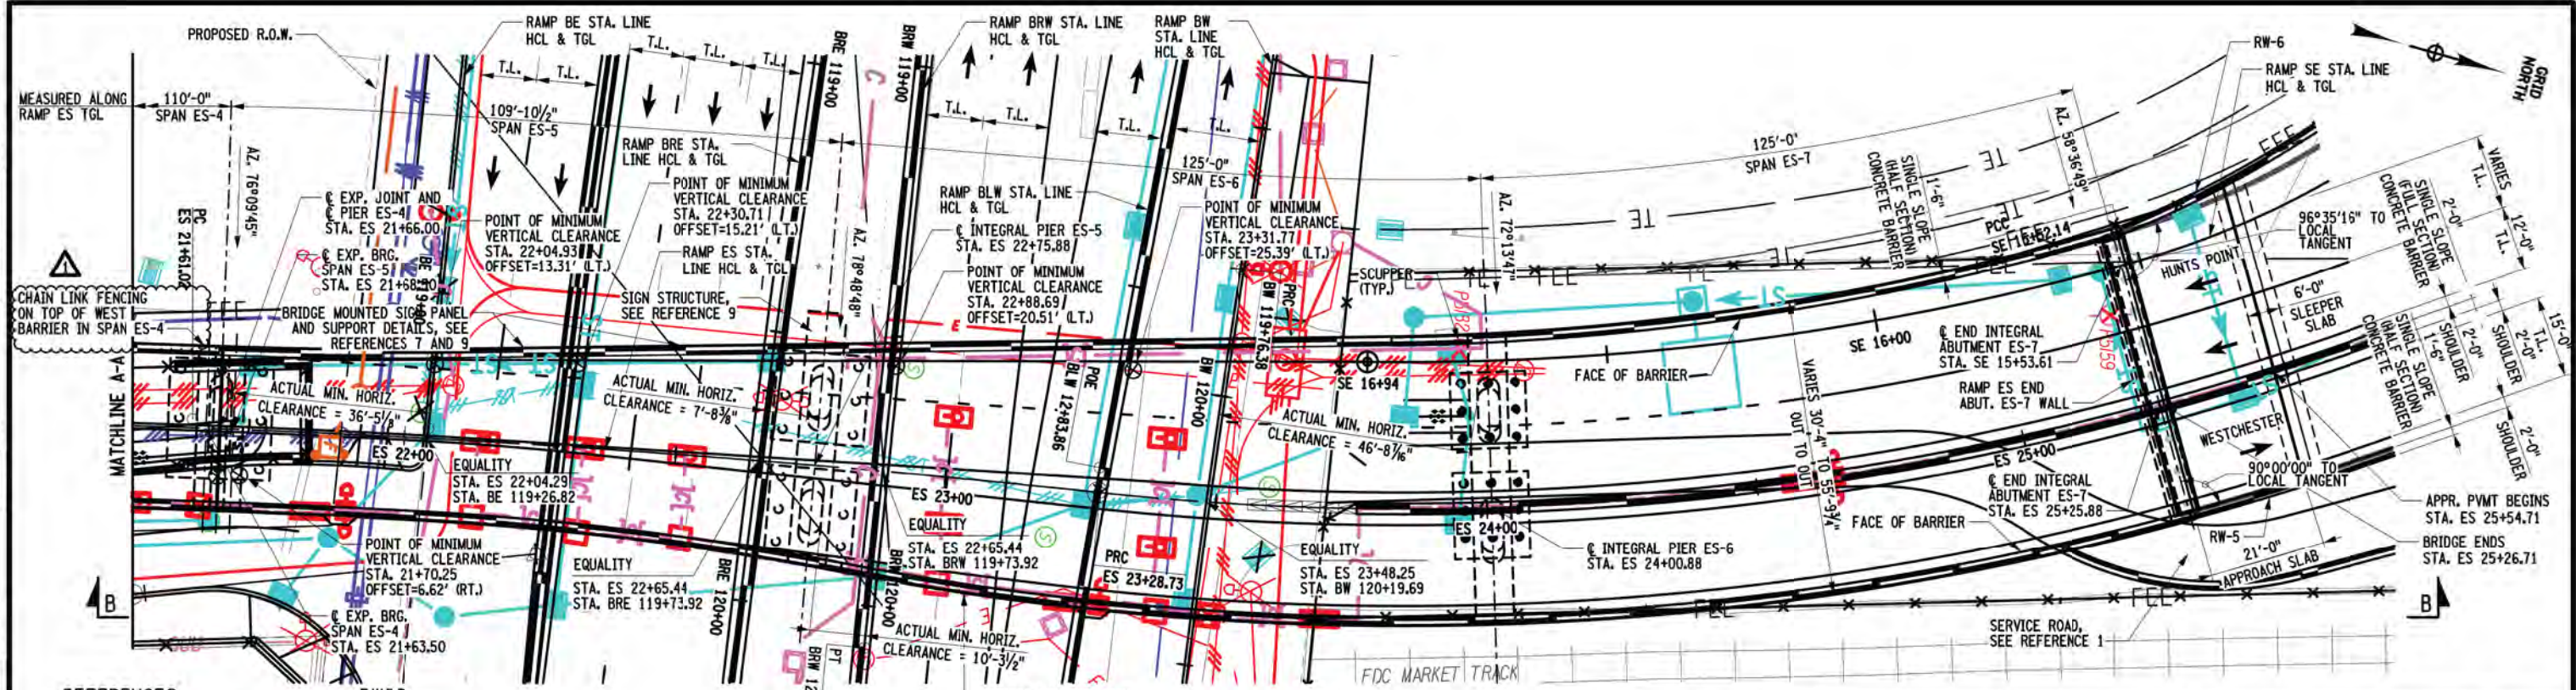 PROPOSED R.O.W.
RAMP BE STA. LINE
HCL & TGL
T.L.
T.L.
T.L.
T.L.
T.L.
BRE 119+00
BRW 119+00
RAMP BRW STA. LINE
HCL & TGL
RAMP BW
STA. LINE
HCL & TGL
RW-6
RAMP SE STA. LINE
HCL & TGL
GRID
NORTH
MEASURED ALONG
RAMP ES TGL
110'-0"
SPAN ES-4
109'-10½"
SPAN ES-5
T.L.
T.L.
T.L.
T.L.
125'-0"
SPAN ES-6
125'-0"
SPAN ES-7
AZ. 76°09'45"
AZ. 78°48'48"
AZ. 72°13'47"
AZ. 58°36'49"
RAMP BRE STA.
LINE HCL & TGL
POINT OF MINIMUM
VERTICAL CLEARANCE
STA. 22+30.71
OFFSET=15.21' (LT.)
RAMP BLW STA. LINE
HCL & TGL
POINT OF MINIMUM
VERTICAL CLEARANCE
STA. 23+31.77
OFFSET=25.39' (LT.)
1'-6"
SINGLE SLOPE
(HALF SECTION)
CONCRETE BARRIER
PC
ES 21+61.02
℄ EXP. JOINT AND
PIER ES-4
STA. ES 21+66.00
POINT OF MINIMUM
VERTICAL CLEARANCE
STA. 22+04.93
OFFSET=13.31' (LT.)
RAMP ES STA.
LINE HCL & TGL
℄ INTEGRAL PIER ES-5
STA. ES 22+75.88
℄ EXP. BRG.
SPAN ES-5
POINT OF MINIMUM
VERTICAL CLEARANCE
STA. 22+88.69
OFFSET=20.51' (LT.)
SCUPPER
(TYP.)
PCC
HUNTS POINT
96°35'16" TO
LOCAL
TANGENT
VARIES
T.L.
12'-0"
T.L.
2'-0"
SINGLE SLOPE
(FULL SECTION)
CONCRETE BARRIER
15'-0"
T.L.
2'-0"
SHOULDER
2'-0"
SHOULDER
1'-6"
SINGLE SLOPE
(HALF SECTION)
CONCRETE BARRIER
2'-0"
SHOULDER
6'-0"
SLEEPER
SLAB
CHAIN LINK FENCING
ON TOP OF WEST
BARRIER IN SPAN ES-4
BRIDGE MOUNTED SIGN PANEL
AND SUPPORT DETAILS, SEE
REFERENCES 7 AND 9
SIGN STRUCTURE,
SEE REFERENCE 9
PRC
BW 119+76.38
SE 16+94
SE 16+00
FACE OF BARRIER
℄ END INTEGRAL
ABUTMENT ES-7
STA. SE 15+53.61
RAMP ES END
ABUT. ES-7 WALL
MATCHLINE A-A
ACTUAL MIN. HORIZ.
CLEARANCE = 36'-5⅛"
ACTUAL MIN. HORIZ.
CLEARANCE = 7'-8⅜"
POE
BLW 12+83.86
BW 120+00
ACTUAL MIN. HORIZ.
CLEARANCE = 46'-8⁷⁄₁₆"
VARIES 30'-4" TO 55'-9¾"
OUT TO OUT
WESTCHESTER
ES 22+00
ES 23+00
ES 24+00
ES 25+00
EQUALITY
STA. ES 22+04.29
STA. BE 119+26.82
90°00'00" TO
LOCAL TANGENT
℄ END INTEGRAL
ABUTMENT ES-7
STA. ES 25+25.88
APPR. PVMT BEGINS
STA. ES 25+54.71
BRIDGE ENDS
STA. ES 25+26.71
FACE OF BARRIER
RW-5
21'-0"
APPROACH SLAB
POINT OF MINIMUM
VERTICAL CLEARANCE
STA. 21+70.25
OFFSET=6.62' (RT.)
EQUALITY
STA. ES 22+65.44
STA. BRE 119+73.92
EQUALITY
STA. ES 22+65.44
STA. BRW 119+73.92
PRC
ES 23+28.73
EQUALITY
STA. ES 23+48.25
STA. BW 120+19.69
℄ INTEGRAL PIER ES-6
STA. ES 24+00.88
BRE 120+00
BRW 120+00
B
B
℄ EXP. BRG.
SPAN ES-4
STA. ES 21+63.50
ACTUAL MIN. HORIZ.
CLEARANCE = 10'-3½"
PT
SERVICE ROAD,
SEE REFERENCE 1
FDC MARKET TRACK